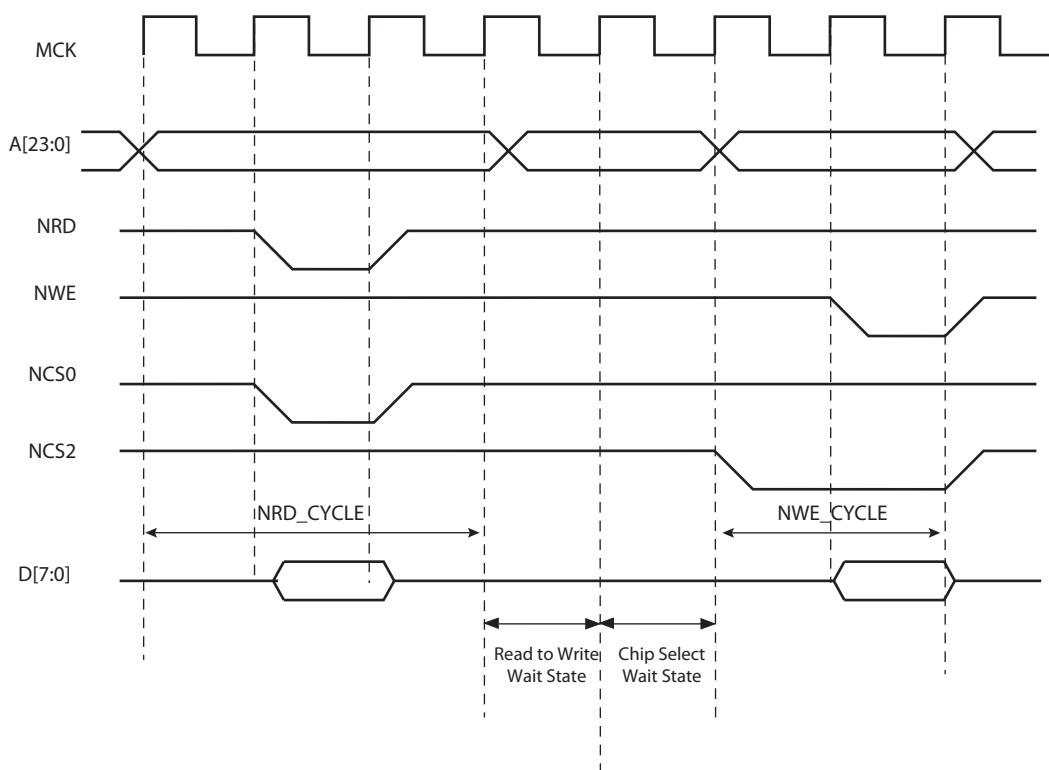 MCK
A[23:0]
NRD
NWE
NCS0
NCS2
NRD_CYCLE
NWE_CYCLE
D[7:0]
Read to Write
Wait State
Chip Select
Wait State